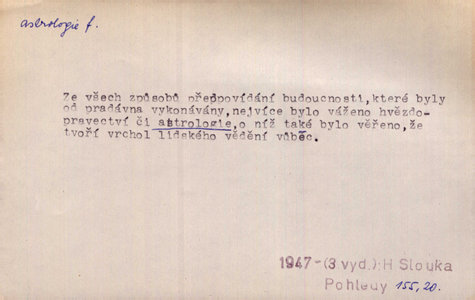 astrologie f.
Ze všech způsobů předpovídání budoucnosti,které byly
od pradávna vykonávány,nejvíce bylo váženo hvězdo-
pravectví či astrologie,o níž také bylo věřeno,že
tvoří vrchol lidského vědění vůbec.
1947-(3 vyd.):H Slouka
Pohledy 155,20.